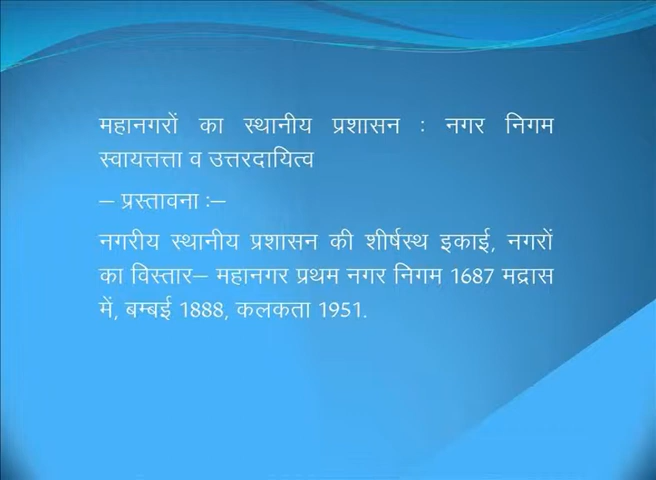 महानगरों का स्थानीय प्रशासन : नगर निगम
स्वायत्तत्ता व उत्तरदायित्व
– प्रस्तावना :–
नगरीय स्थानीय प्रशासन की शीर्षस्थ इकाई, नगरों
का विस्तार– महानगर प्रथम नगर निगम 1687 मद्रास
में, बम्बई 1888, कलकता 1951.